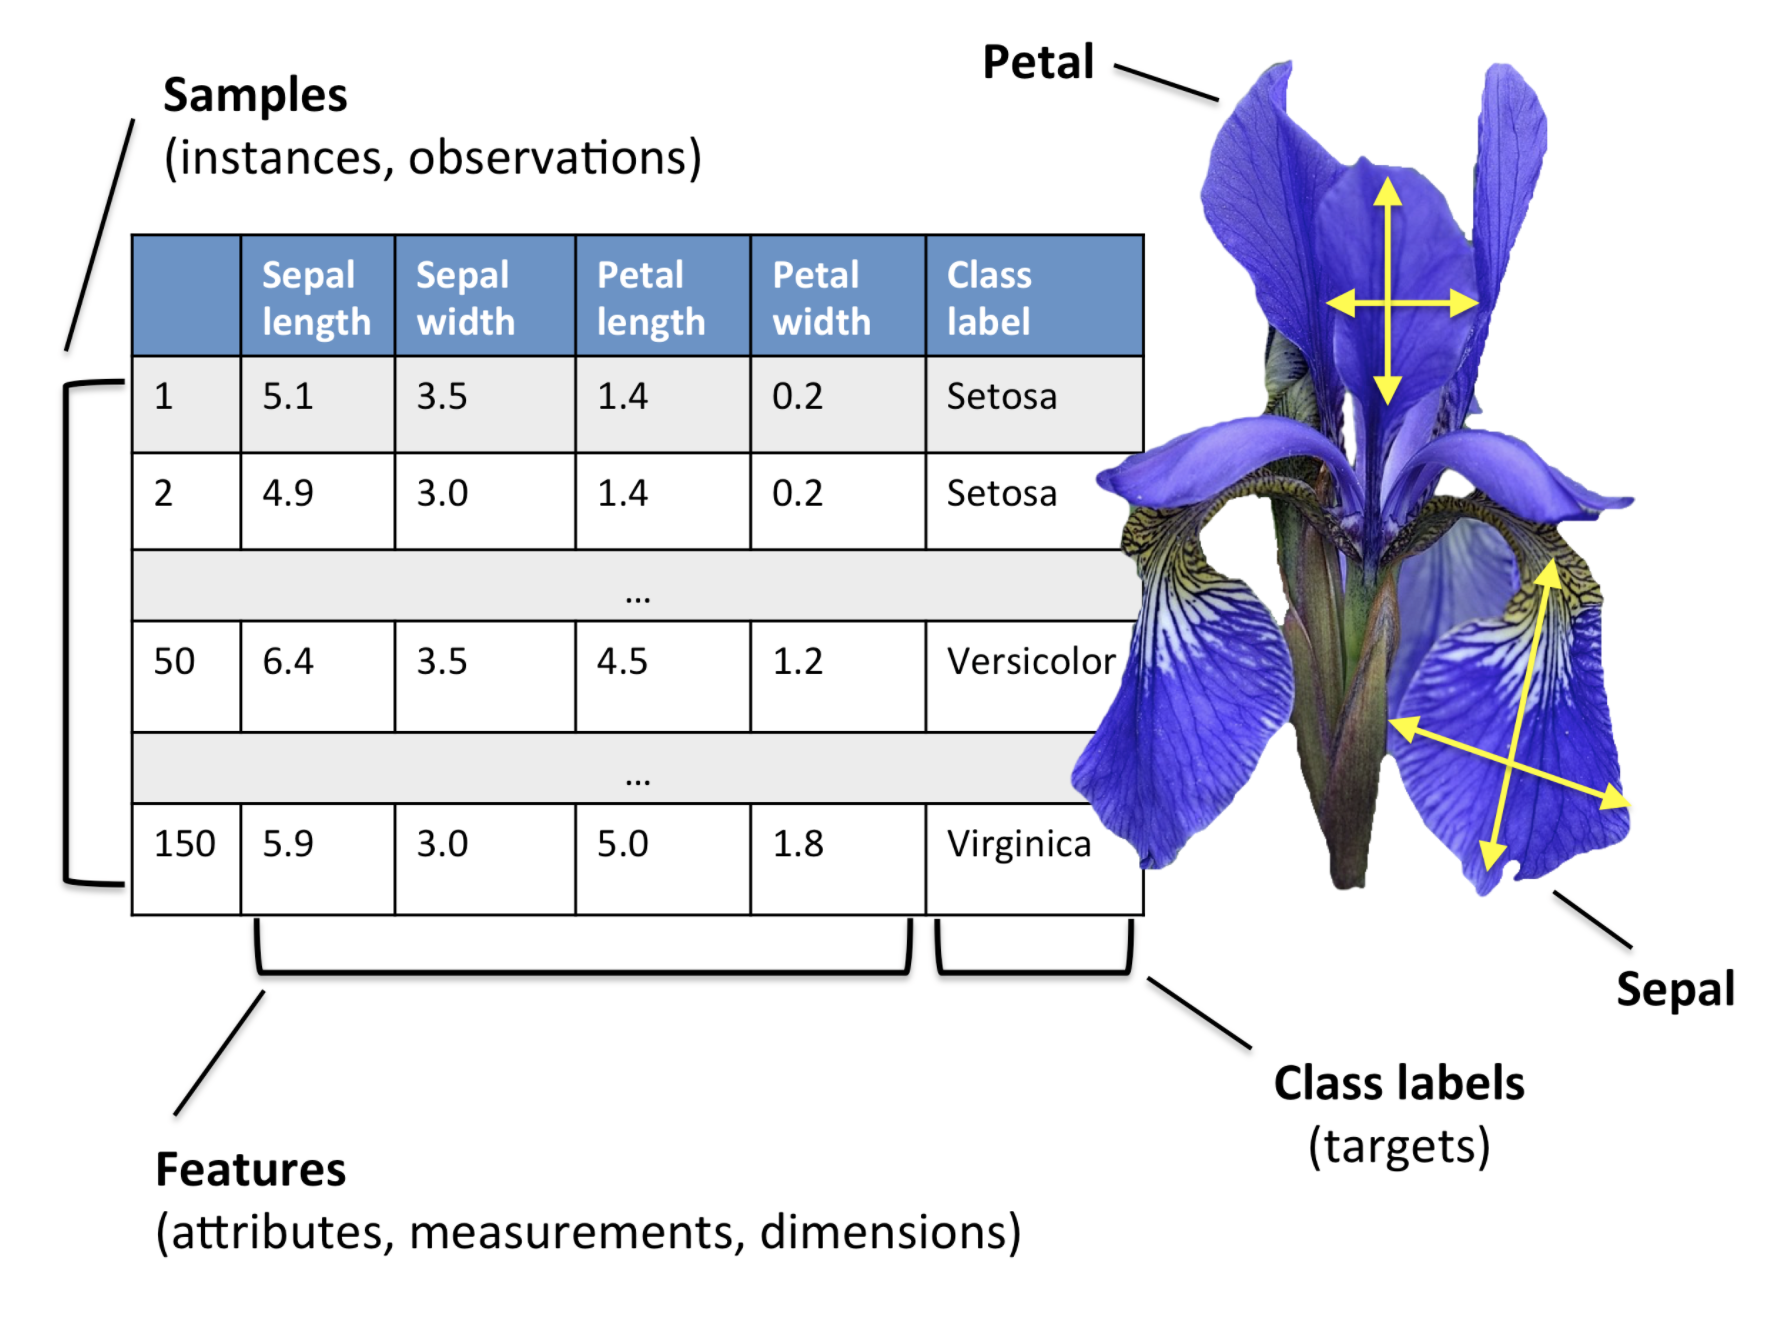 Petal
Samples
(instances, observations)
Sepal length Sepal width Petal length Petal width Class label
1 5.1 3.5 1.4 0.2 Setosa
2 4.9 3.0 1.4 0.2 Setosa
...
50 6.4 3.5 4.5 1.2 Versicolor
...
150 5.9 3.0 5.0 1.8 Virginica
Sepal
Class labels
(targets)
Features
(attributes, measurements, dimensions)